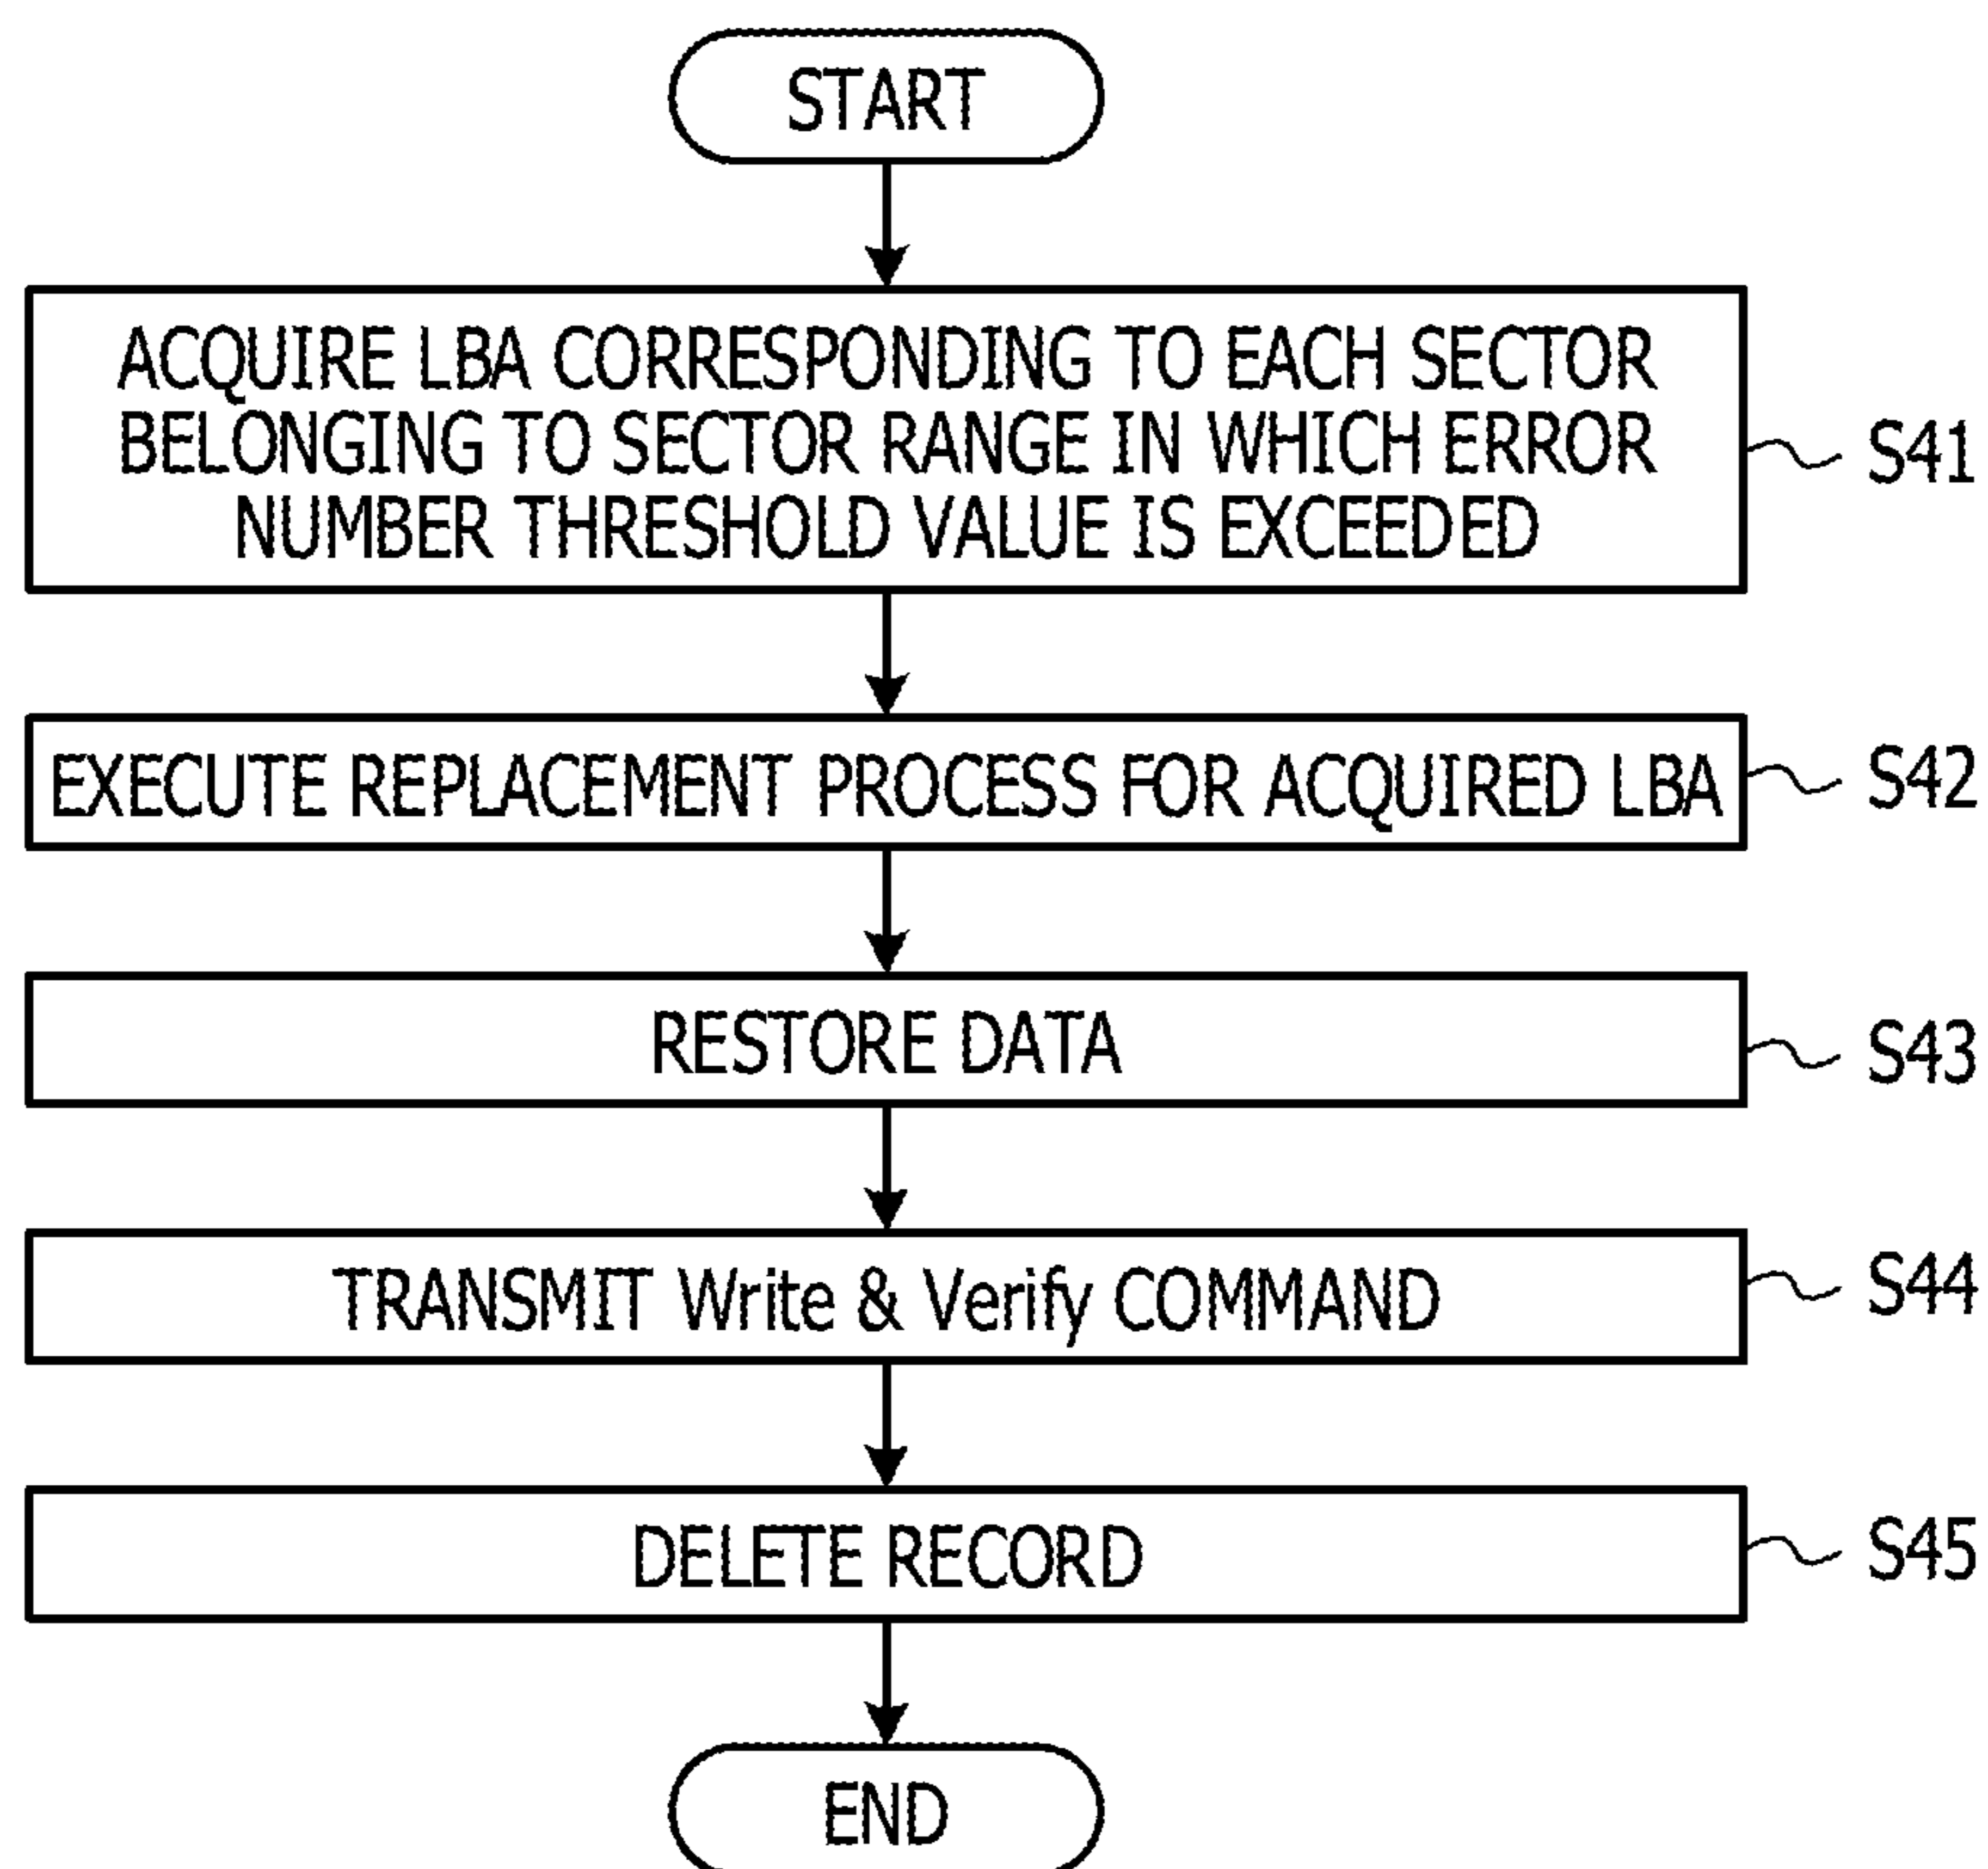 START
ACQUIRE LBA CORRESPONDING TO EACH SECTOR
BELONGING TO SECTOR RANGE IN WHICH ERROR
NUMBER THRESHOLD VALUE IS EXCEEDED
S41
EXECUTE REPLACEMENT PROCESS FOR ACQUIRED LBA
S42
RESTORE DATA
S43
TRANSMIT Write & Verify COMMAND
S44
DELETE RECORD
S45
END